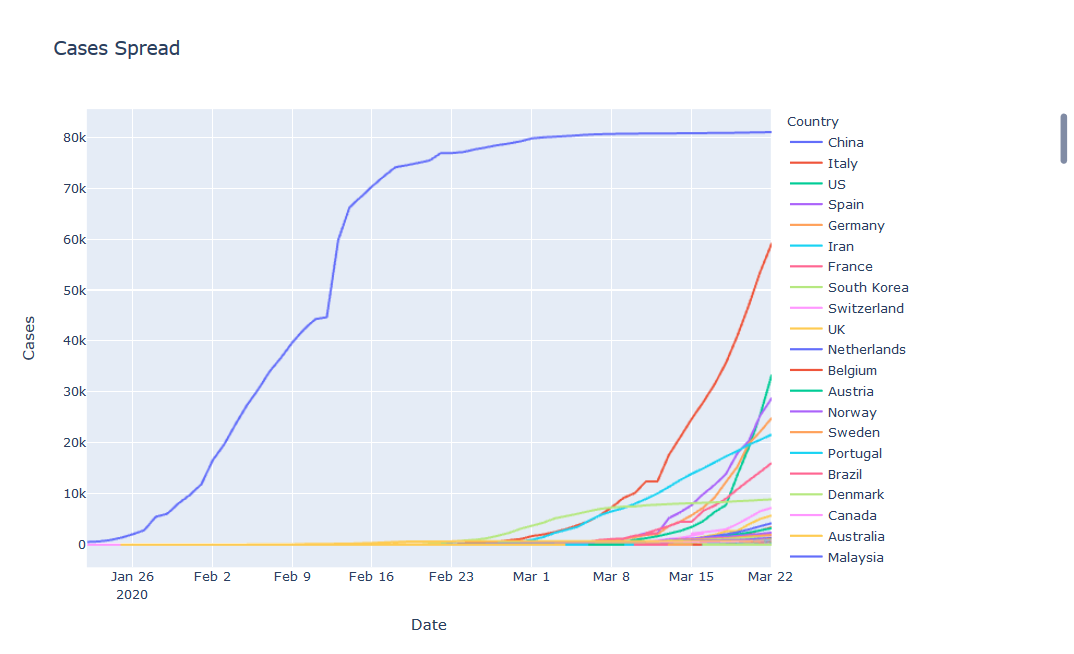 Cases Spread
Country
China
Italy
US
Spain
Germany
Iran
France
South Korea
Switzerland
UK
Netherlands
Belgium
Austria
Norway
Sweden
Portugal
Brazil
Denmark
Canada
Australia
Malaysia
Cases
80k
70k
60k
50k
40k
30k
20k
10k
0
Jan 26 Feb 2 Feb 9 Feb 16 Feb 23 Mar 1 Mar 8 Mar 15 Mar 22
2020
Date